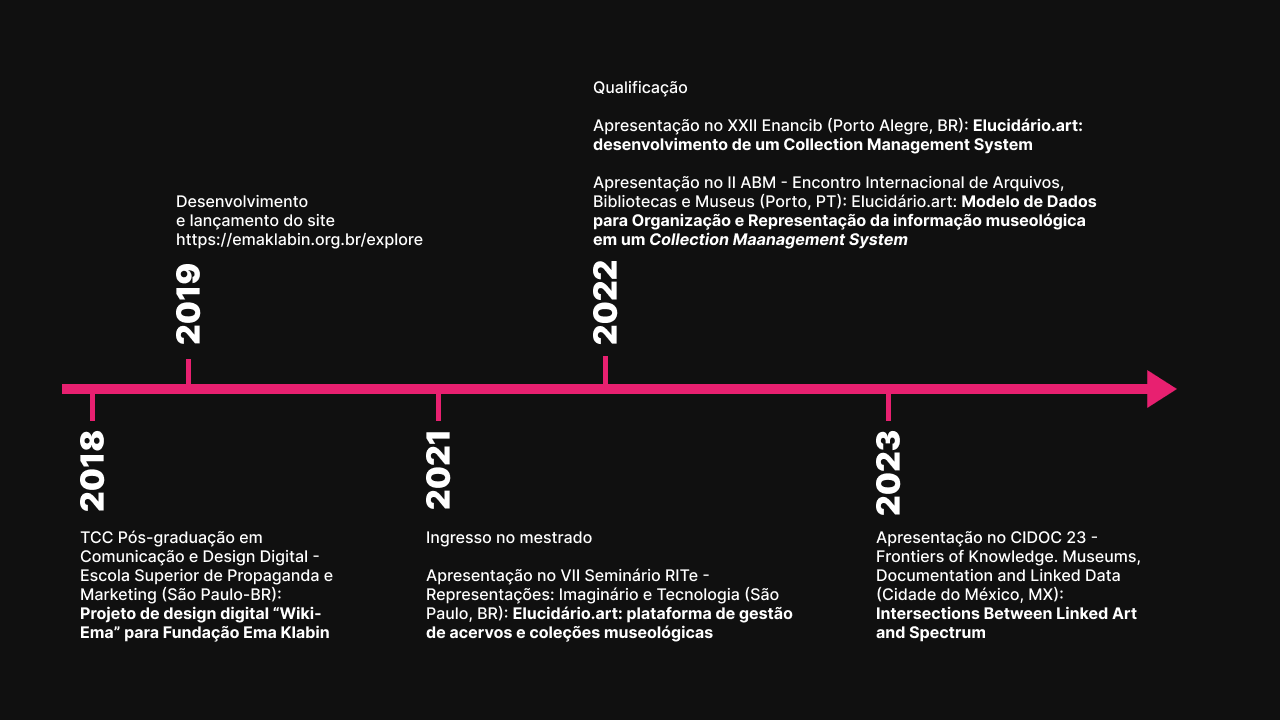 Qualificação
Apresentação no XXII Enancib (Porto Alegre, BR): Elucidário.art:
desenvolvimento de um Collection Management System
Apresentação no II ABM - Encontro Internacional de Arquivos,
Bibliotecas e Museus (Porto, PT): Elucidário.art: Modelo de Dados
para Organização e Representação da informação museológica
em um Collection Maanagement System
Desenvolvimento
e lançamento do site
https://emaklabin.org.br/explore
2019
2022
2018
2021
2023
TCC Pós-graduação em
Comunicação e Design Digital -
Escola Superior de Propaganda e
Marketing (São Paulo-BR):
Projeto de design digital “Wiki-
Ema” para Fundação Ema Klabin
Ingresso no mestrado
Apresentação no VII Seminário RITe -
Representações: Imaginário e Tecnologia (São
Paulo, BR): Elucidário.art: plataforma de gestão
de acervos e coleções museológicas
Apresentação no CIDOC 23 -
Frontiers of Knowledge. Museums,
Documentation and Linked Data
(Cidade do México, MX):
Intersections Between Linked Art
and Spectrum